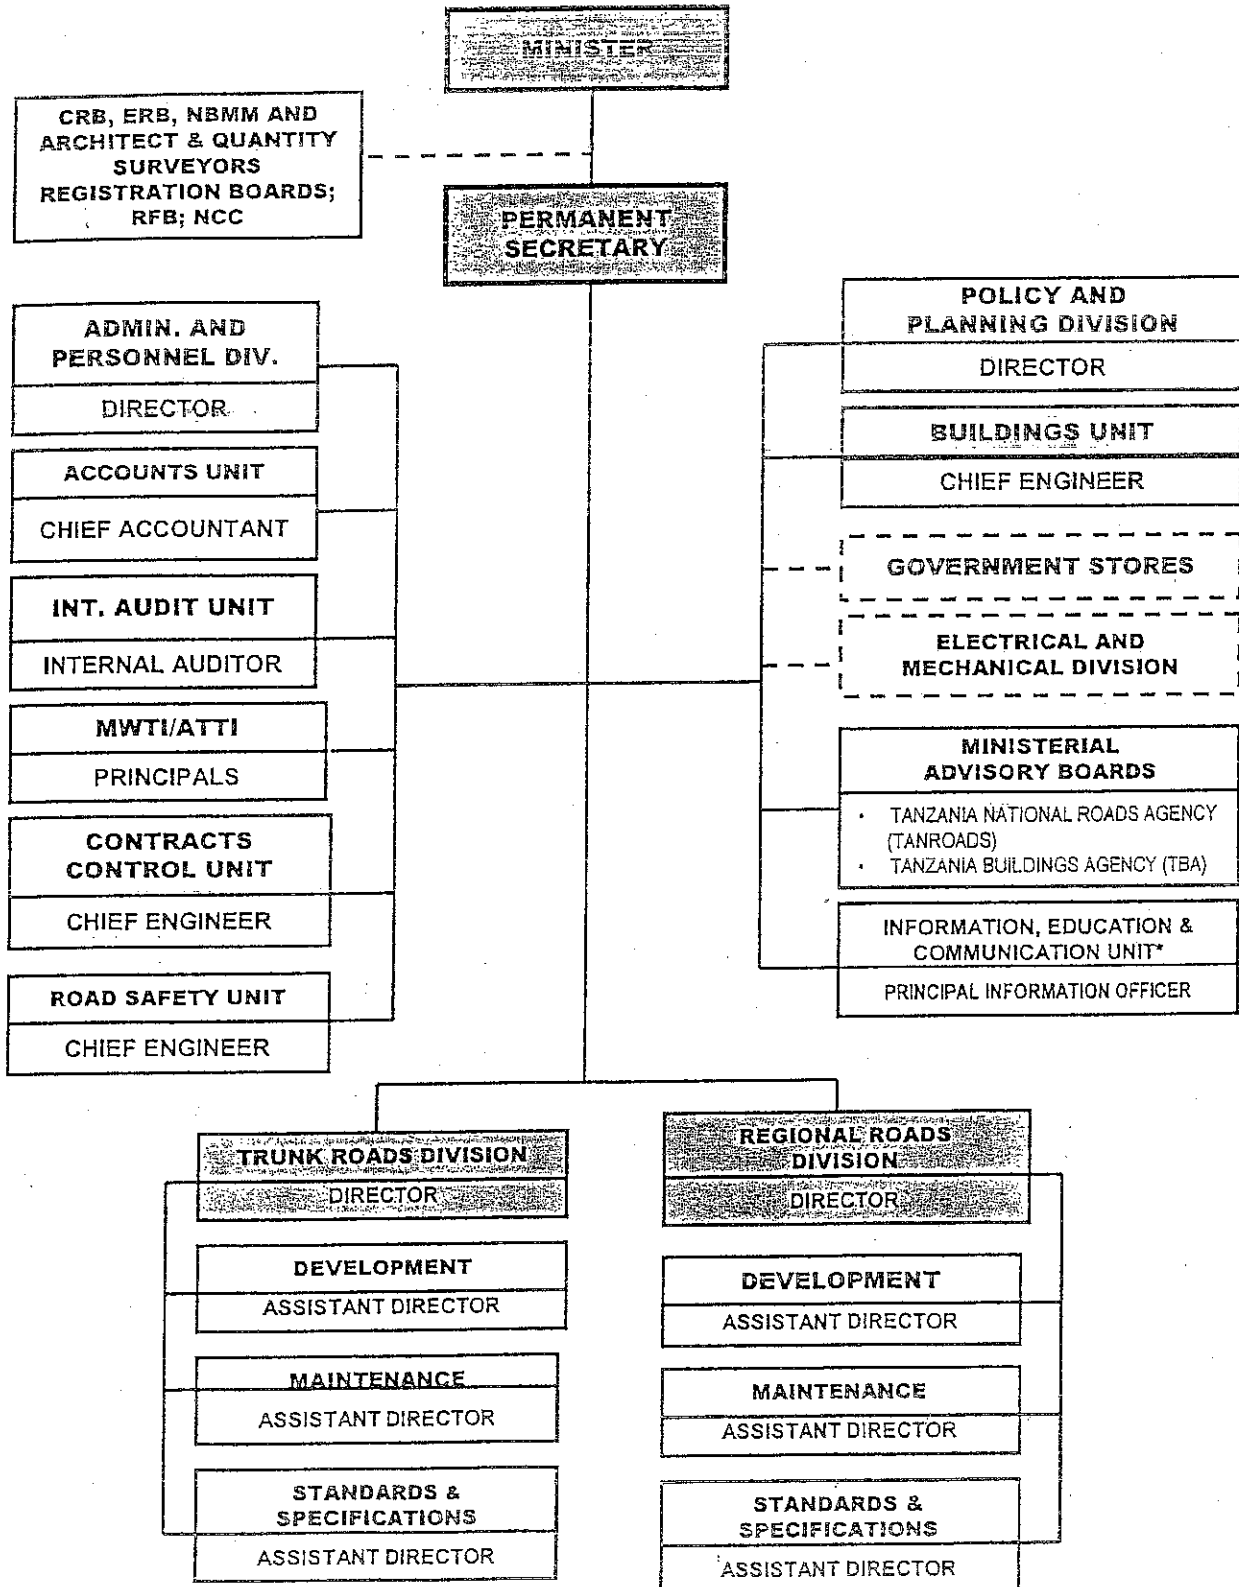 MINISTER
CRB, ERB, NBMM AND
ARCHITECT & QUANTITY
SURVEYORS
REGISTRATION BOARDS;
RFB; NCC
PERMANENT
SECRETARY
ADMIN. AND
PERSONNEL DIV.
DIRECTOR
ACCOUNTS UNIT
CHIEF ACCOUNTANT
INT. AUDIT UNIT
INTERNAL AUDITOR
MWTI/ATTI
PRINCIPALS
CONTRACTS
CONTROL UNIT
CHIEF ENGINEER
ROAD SAFETY UNIT
CHIEF ENGINEER
POLICY AND
PLANNING DIVISION
DIRECTOR
BUILDINGS UNIT
CHIEF ENGINEER
GOVERNMENT STORES
ELECTRICAL AND
MECHANICAL DIVISION
MINISTERIAL
ADVISORY BOARDS
• TANZANIA NATIONAL ROADS AGENCY
(TANROADS)
• TANZANIA BUILDINGS AGENCY (TBA)
INFORMATION, EDUCATION &
COMMUNICATION UNIT*
PRINCIPAL INFORMATION OFFICER
TRUNK ROADS DIVISION
DIRECTOR
DEVELOPMENT
ASSISTANT DIRECTOR
MAINTENANCE
ASSISTANT DIRECTOR
STANDARDS &
SPECIFICATIONS
ASSISTANT DIRECTOR
REGIONAL ROADS
DIVISION
DIRECTOR
DEVELOPMENT
ASSISTANT DIRECTOR
MAINTENANCE
ASSISTANT DIRECTOR
STANDARDS &
SPECIFICATIONS
ASSISTANT DIRECTOR